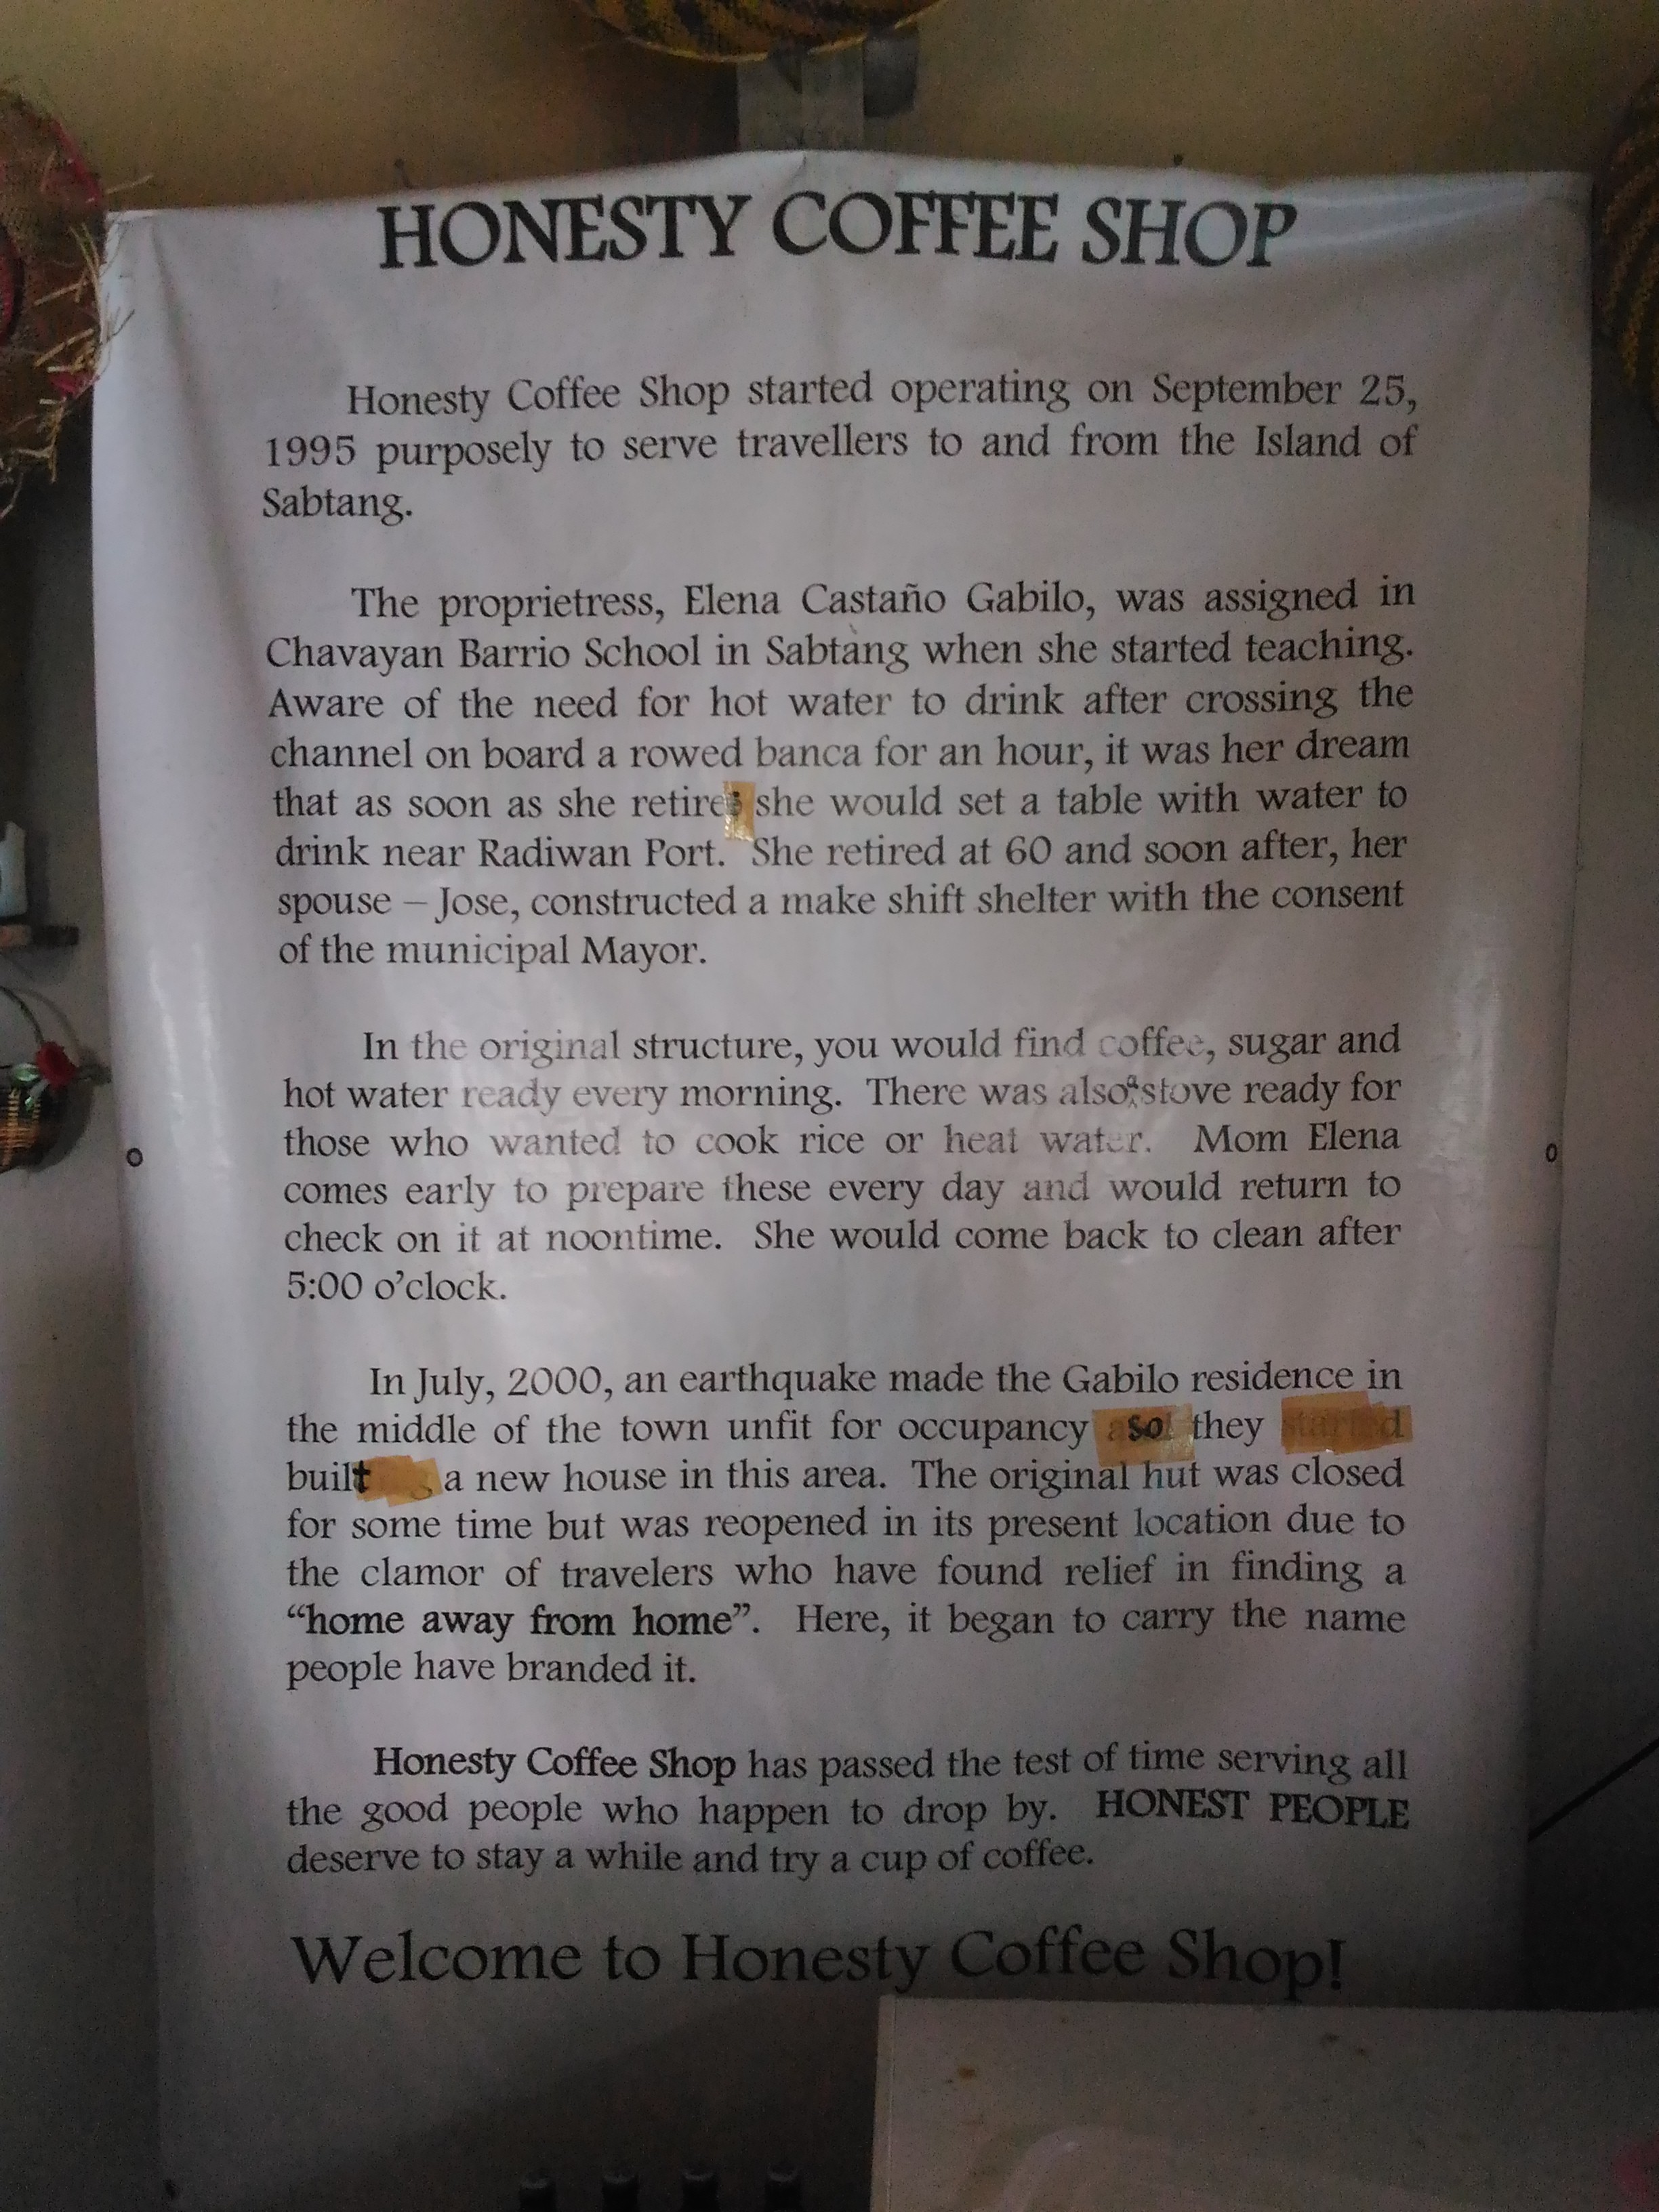 HONESTY COFFEE SHOP
Honesty Coffee Shop started operating on September 25,
1995 purposely to serve travellers to and from the Island of
Sabtang.
The proprietress, Elena Castaño Gabilo, was assigned in
Chavayan Barrio School in Sabtang when she started teaching.
Aware of the need for hot water to drink after crossing the
channel on board a rowed banca for an hour, it was her dream
that as soon as she retires she would set a table with water to
drink near Radiwan Port. She retired at 60 and soon after, her
spouse – Jose, constructed a make shift shelter with the consent
of the municipal Mayor.
In the original structure, you would find coffee, sugar and
hot water ready every morning. There was also a stove ready for
those who wanted to cook rice or heat water. Mom Elena
comes early to prepare these every day and would return to
check on it at noontime. She would come back to clean after
5:00 o’clock.
In July, 2000, an earthquake made the Gabilo residence in
the middle of the town unfit for occupancy so they started
built a new house in this area. The original hut was closed
for some time but was reopened in its present location due to
the clamor of travelers who have found relief in finding a
“home away from home”. Here, it began to carry the name
people have branded it.
Honesty Coffee Shop has passed the test of time serving all
the good people who happen to drop by. HONEST PEOPLE
deserve to stay a while and try a cup of coffee.
Welcome to Honesty Coffee Shop!